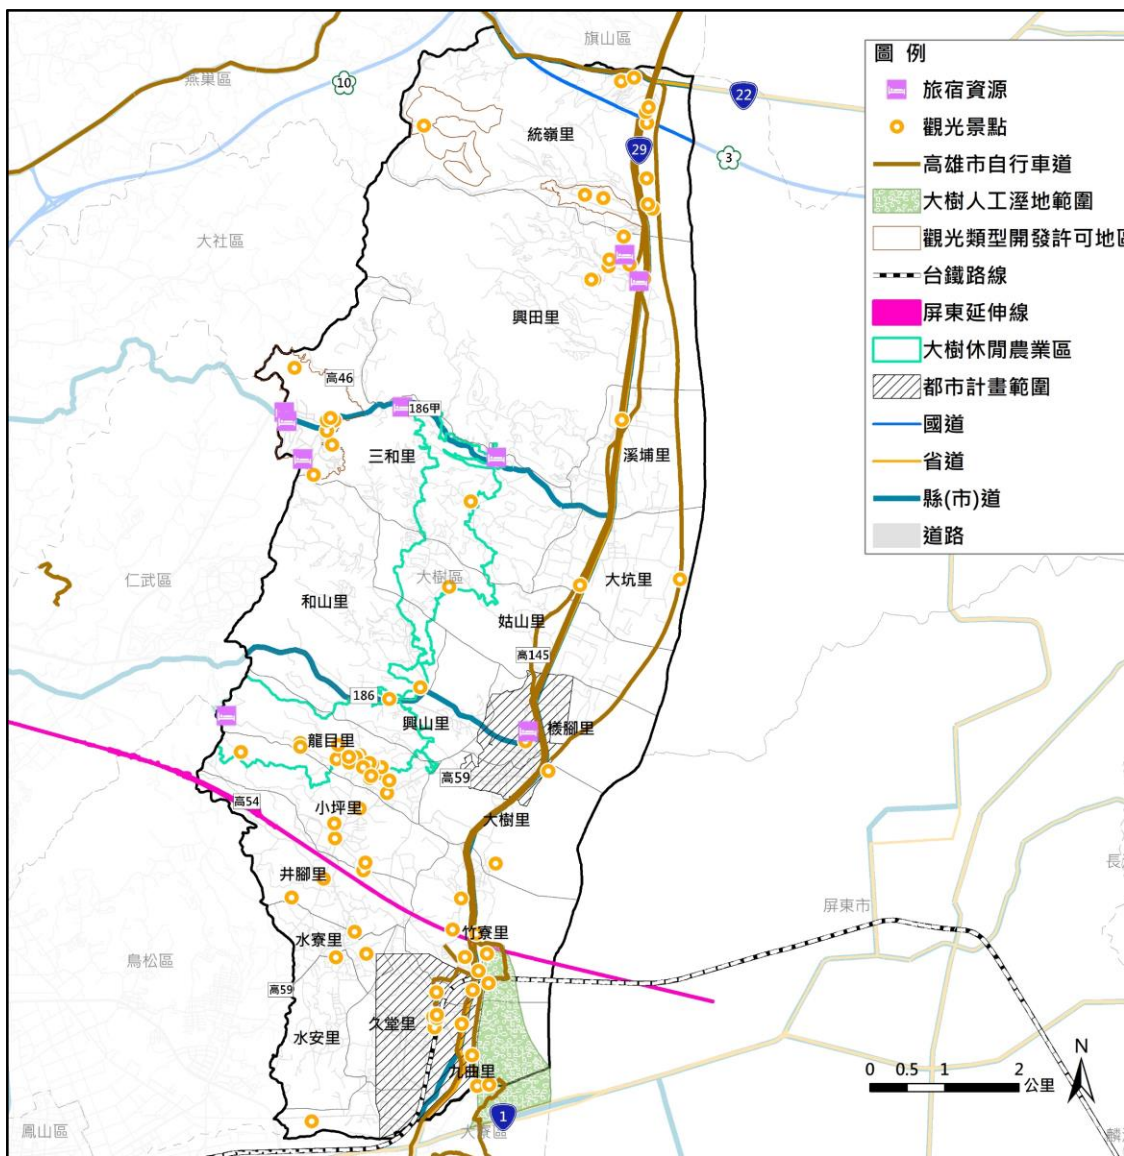 旗山區
燕巢區
10
22
統嶺里
29
3
大社區
興田里
高46
186甲
三和里
溪埔里
仁武區
大樹區
和山里
大坑里
姑山里
高145
186
興山里
檨腳里
龍目里
高59
高54
小坪里
大樹里
井腳里
屏東市
長
水寮里
竹寮里
鳥松區
高59
久堂里
水安里
九曲里
1
鳳山區
大寮區
麟
圖 例
旅宿資源
觀光景點
高雄市自行車道
大樹人工溼地範圍
觀光類型開發許可地區
台鐵路線
屏東延伸線
大樹休閒農業區
都市計畫範圍
國道
省道
縣(市)道
道路
N
0 0.5 1 2
公里